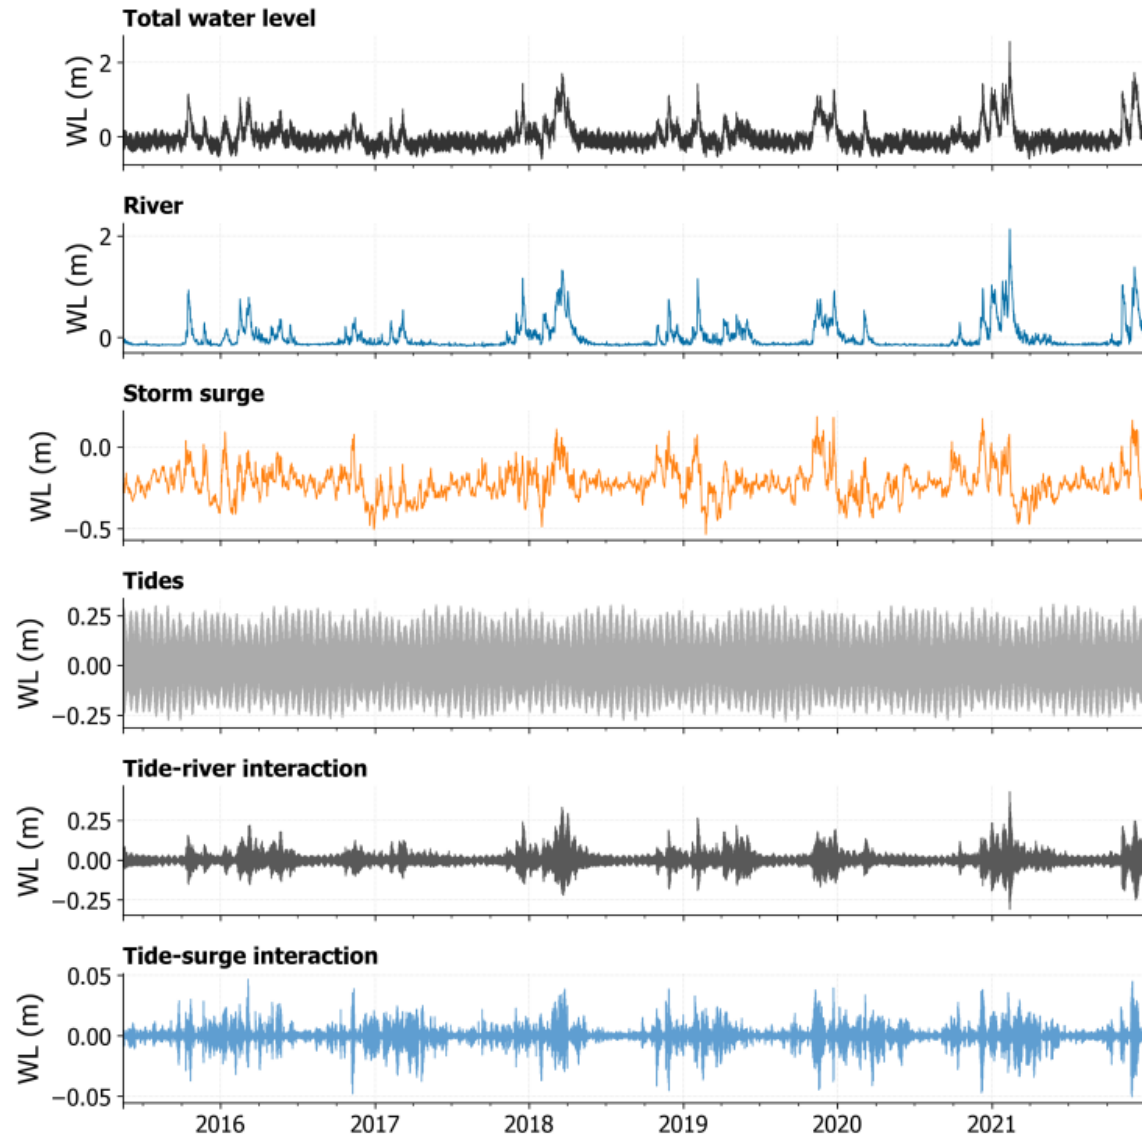 Total water level
WL (m)
2
0
River
WL (m)
2
0
Storm surge
WL (m)
0.0
−0.5
Tides
WL (m)
0.25
0.00
−0.25
Tide-river interaction
WL (m)
0.25
0.00
−0.25
Tide-surge interaction
WL (m)
0.05
0.00
−0.05
2016 2017 2018 2019 2020 2021